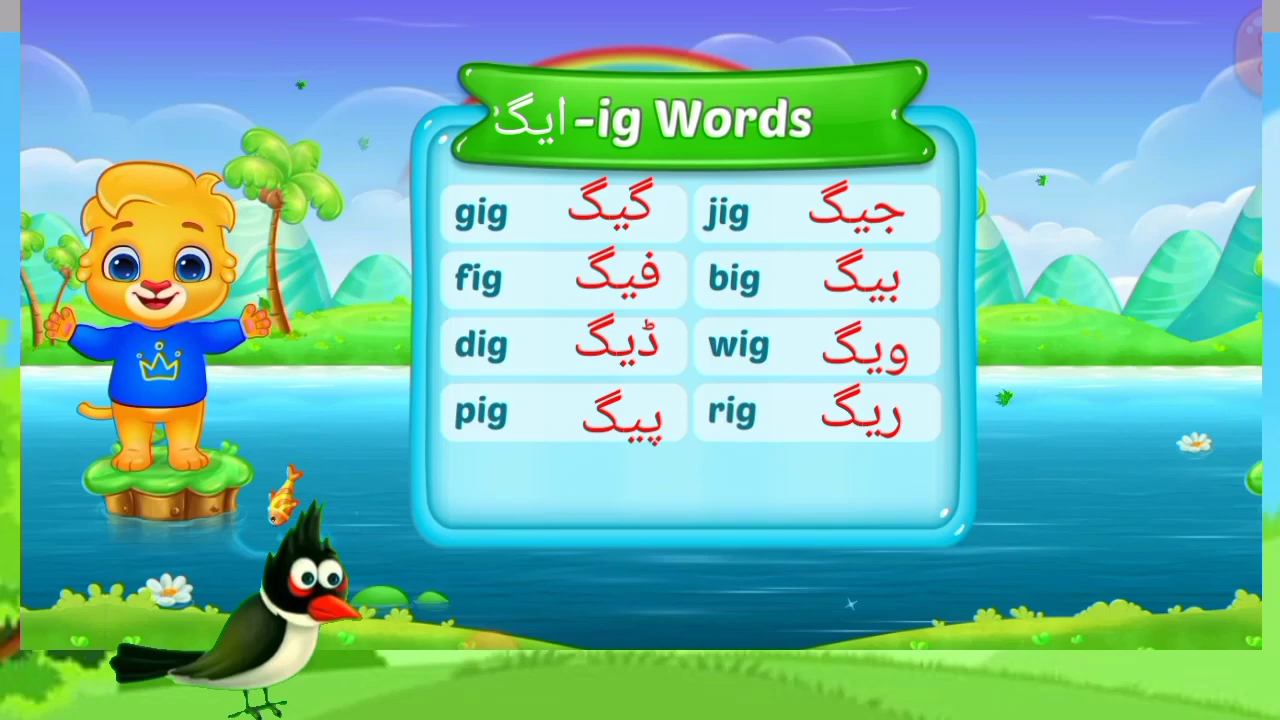 ایگ -ig Words
gig گیگ jig جیگ
fig فیگ big بیگ
dig ڈیگ wig ویگ
pig پیگ rig ریگ